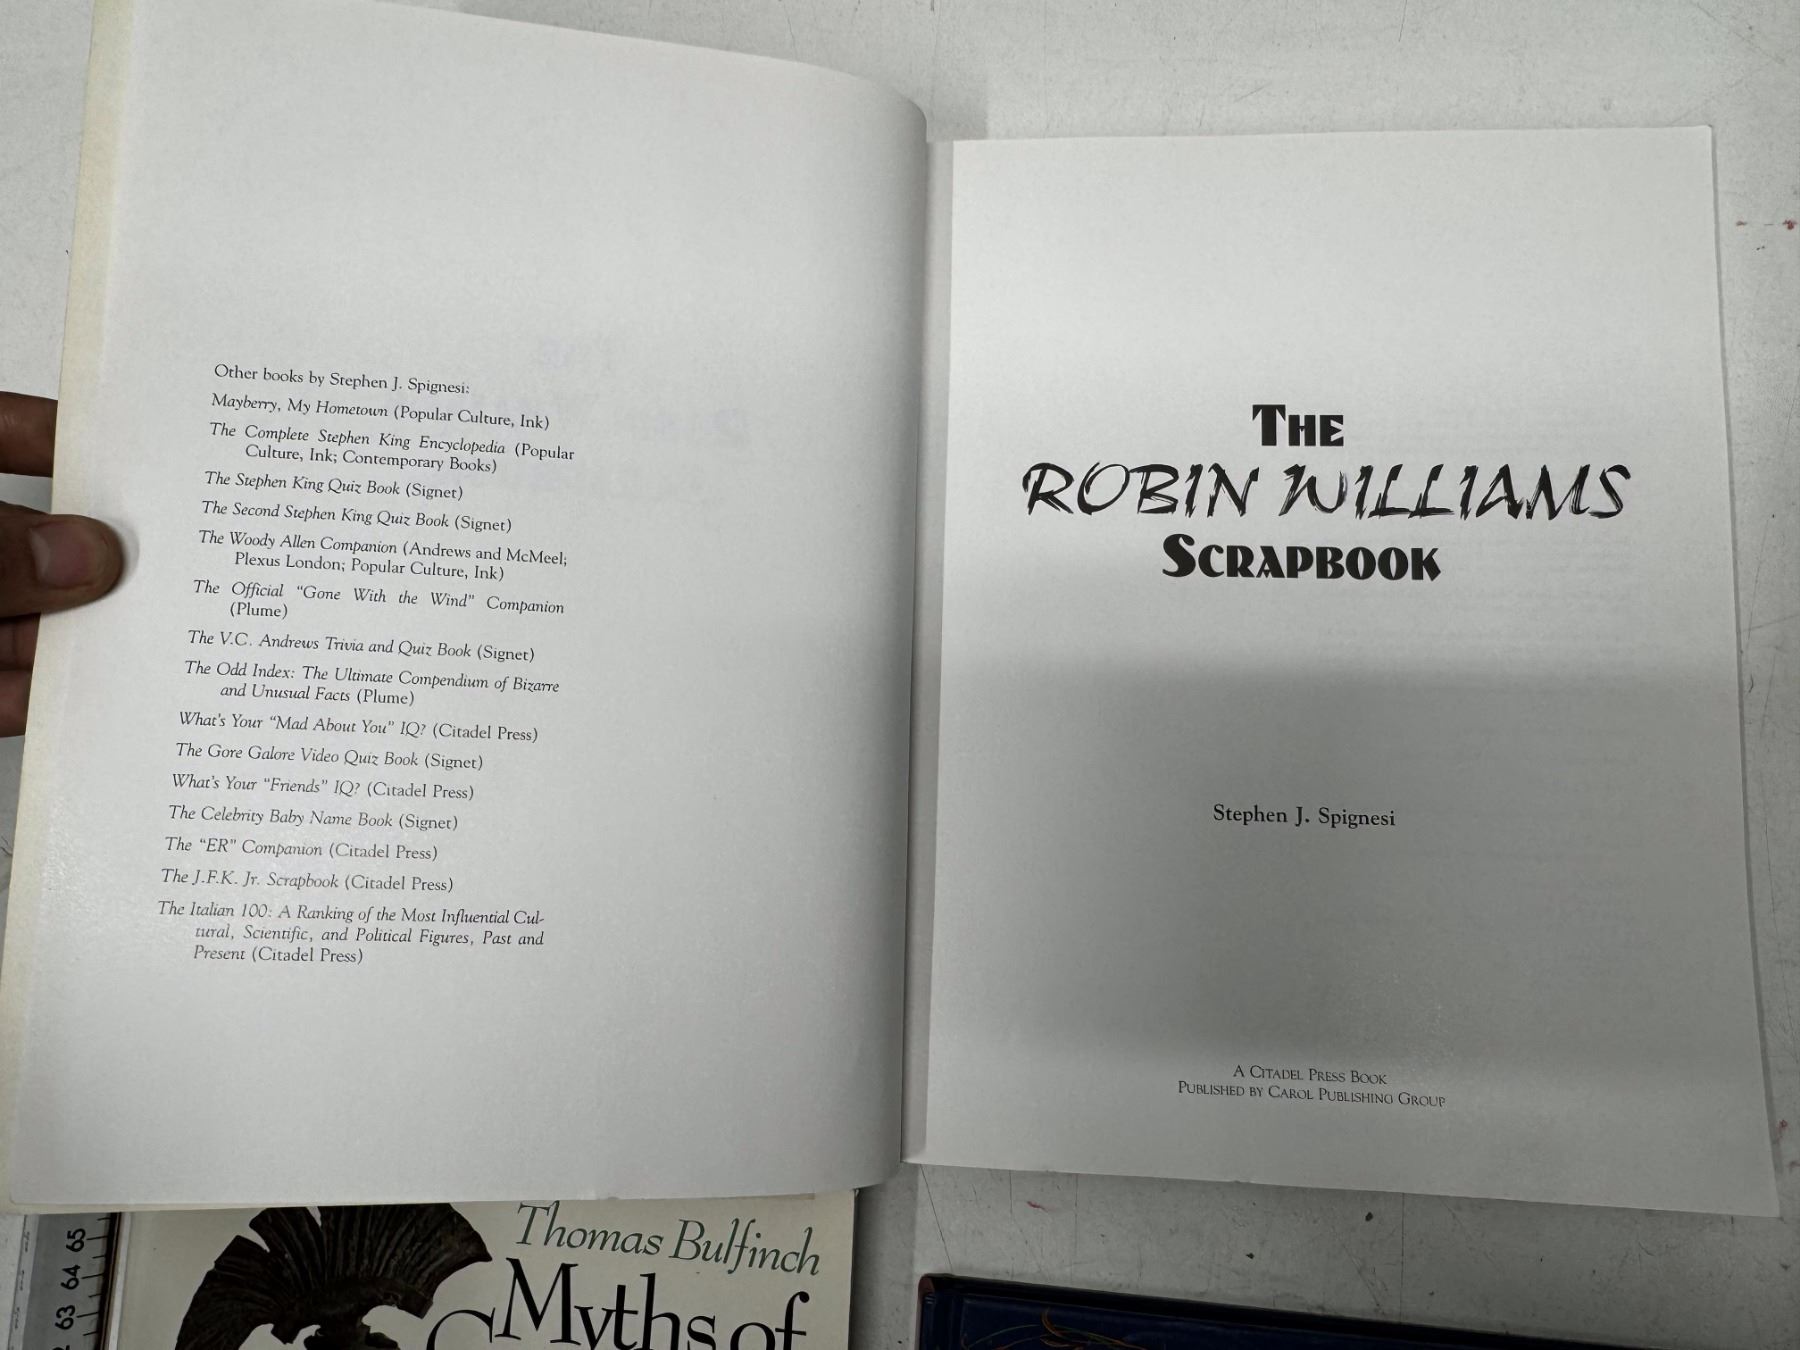 Other books by Stephen J. Spignesi:
Mayberry, My Hometown (Popular Culture, Ink)
The Complete Stephen King Encyclopedia (Popular
Culture, Ink; Contemporary Books)
The Stephen King Quiz Book (Signet)
The Second Stephen King Quiz Book (Signet)
The Woody Allen Companion (Andrews and McMeel;
Plexus London; Popular Culture, Ink)
The Official “Gone With the Wind” Companion
(Plume)
The V.C. Andrews Trivia and Quiz Book (Signet)
The Odd Index: The Ultimate Compendium of Bizarre
and Unusual Facts (Plume)
What's Your “Mad About You” IQ? (Citadel Press)
The Gore Galore Video Quiz Book (Signet)
What's Your “Friends” IQ? (Citadel Press)
The Celebrity Baby Name Book (Signet)
The “ER” Companion (Citadel Press)
The J.F.K. Jr. Scrapbook (Citadel Press)
The Italian 100: A Ranking of the Most Influential Cul-
tural, Scientific, and Political Figures, Past and
Present (Citadel Press)
THE
ROBIN WILLIAMS
SCRAPBOOK
Stephen J. Spignesi
A CITADEL PRESS BOOK
PUBLISHED BY CAROL PUBLISHING GROUP
Thomas Bulfinch
Myths of
65
64
63